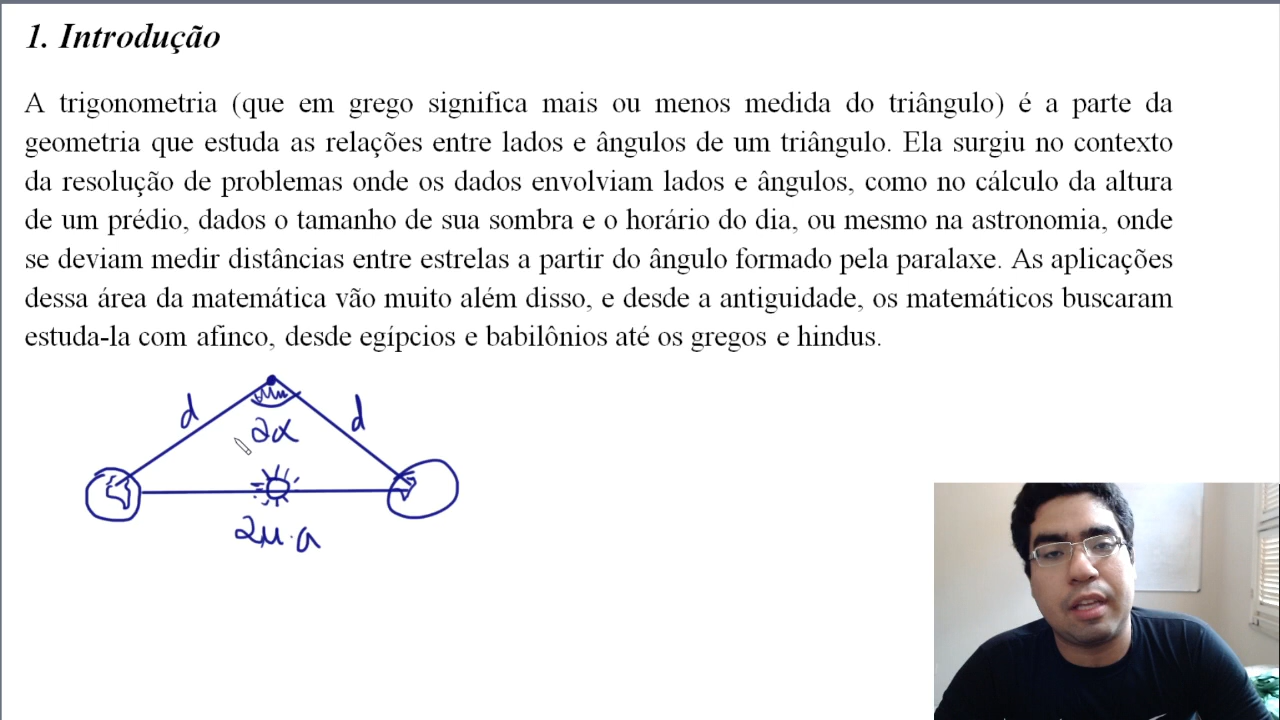 1. Introdução
A trigonometria (que em grego significa mais ou menos medida do triângulo) é a parte da
geometria que estuda as relações entre lados e ângulos de um triângulo. Ela surgiu no contexto
da resolução de problemas onde os dados envolviam lados e ângulos, como no cálculo da altura
de um prédio, dados o tamanho de sua sombra e o horário do dia, ou mesmo na astronomia, onde
se deviam medir distâncias entre estrelas a partir do ângulo formado pela paralaxe. As aplicações
dessa área da matemática vão muito além disso, e desde a antiguidade, os matemáticos buscaram
estuda-la com afinco, desde egípcios e babilônios até os gregos e hindus.
d
d
2α
2u.a